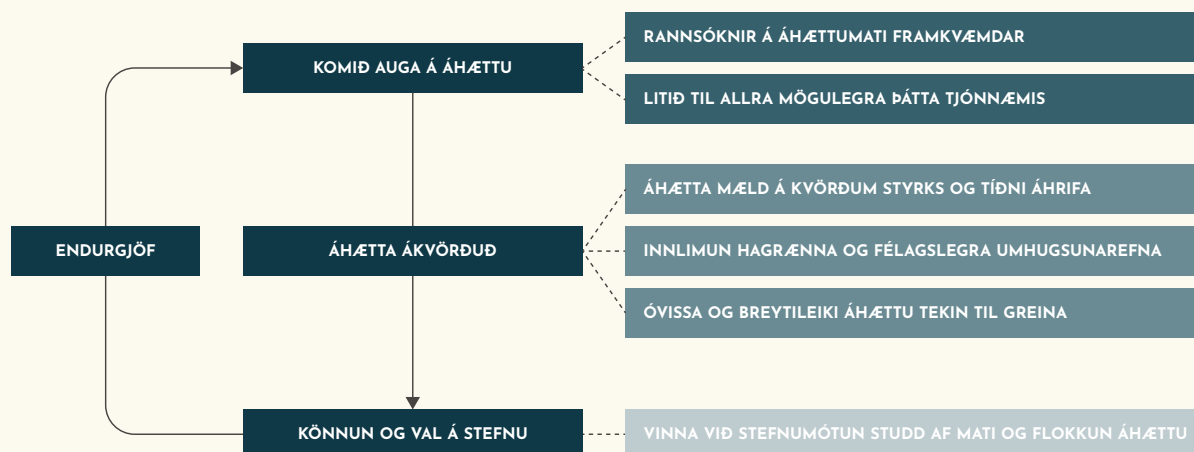 KOMIÐ AUGA Á ÁHÆTTU
RANNSÓKNIR Á ÁHÆTTUMATI FRAMKVÆMDAR
LITIÐ TIL ALLRA MÖGULEGRA ÞÁTTA TJÓNNÆMIS
ENDURGJÖF
ÁHÆTTA ÁKVÖRÐUÐ
ÁHÆTTA MÆLD Á KVÖRÐUM STYRKS OG TÍÐNI ÁHRIFA
INNLIMUN HAGRÆNNA OG FÉLAGSLEGRA UMHUGSUNAREFNA
ÓVISSA OG BREYTILEIKI ÁHÆTTU TEKIN TIL GREINA
KÖNNUN OG VAL Á STEFNU
VINNA VIÐ STEFNUMÓTUN STUDD AF MATI OG FLOKKUN ÁHÆTTU